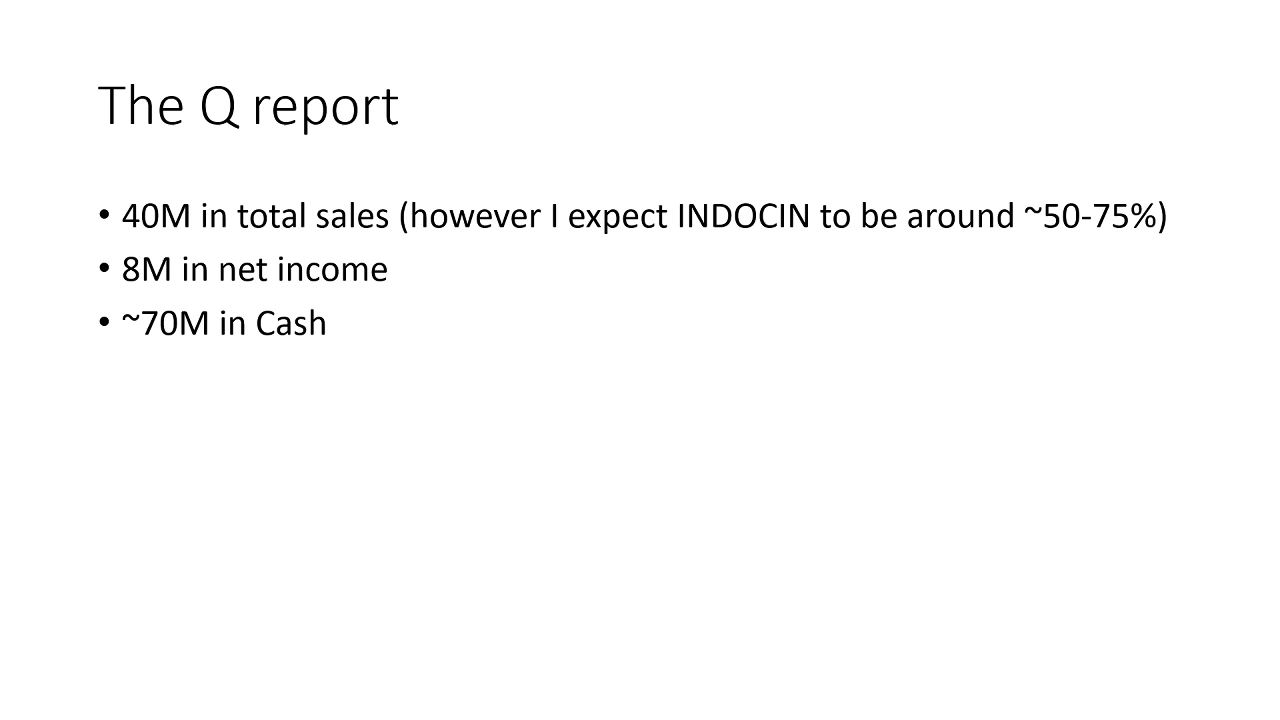 The Q report
• 40M in total sales (however I expect INDOCIN to be around ~50-75%)
• 8M in net income
• ~70M in Cash